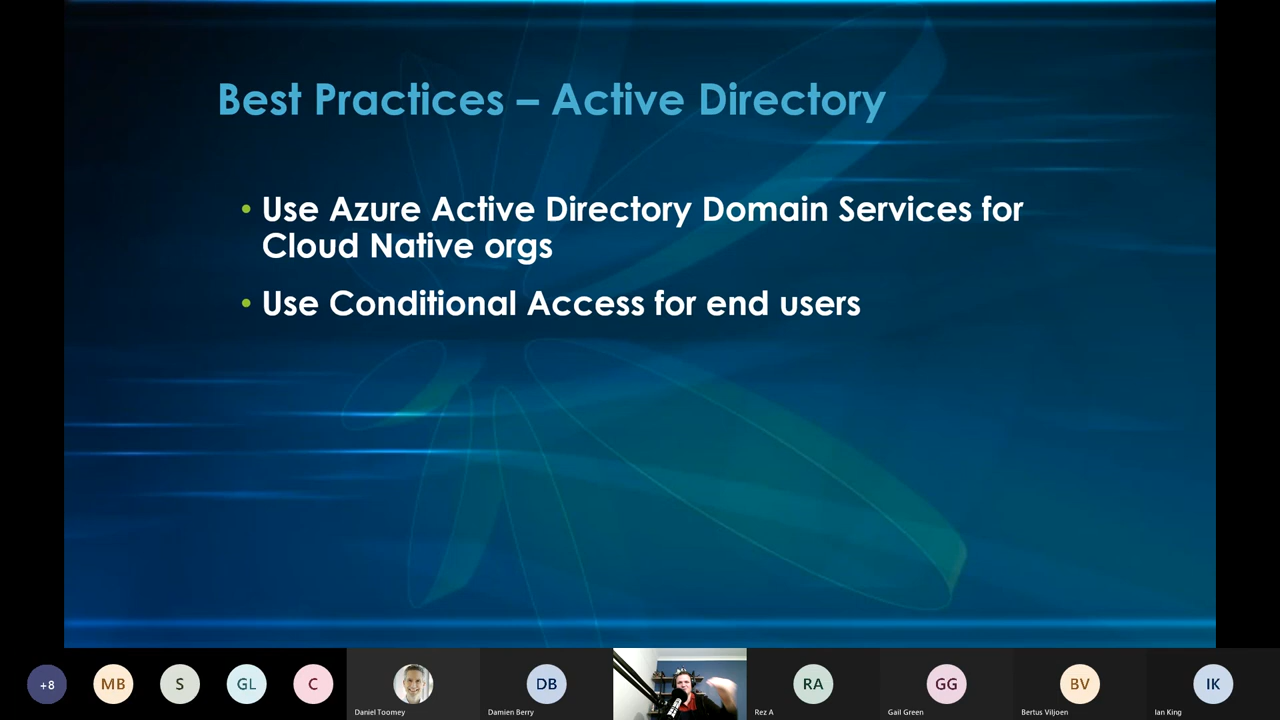 Best Practices – Active Directory
• Use Azure Active Directory Domain Services for
Cloud Native orgs
• Use Conditional Access for end users
+8
MB
S
GL
C
Daniel Toomey
DB
Damien Berry
RA
Rez A
GG
Gail Green
BV
Bertus Viljoen
IK
Ian King